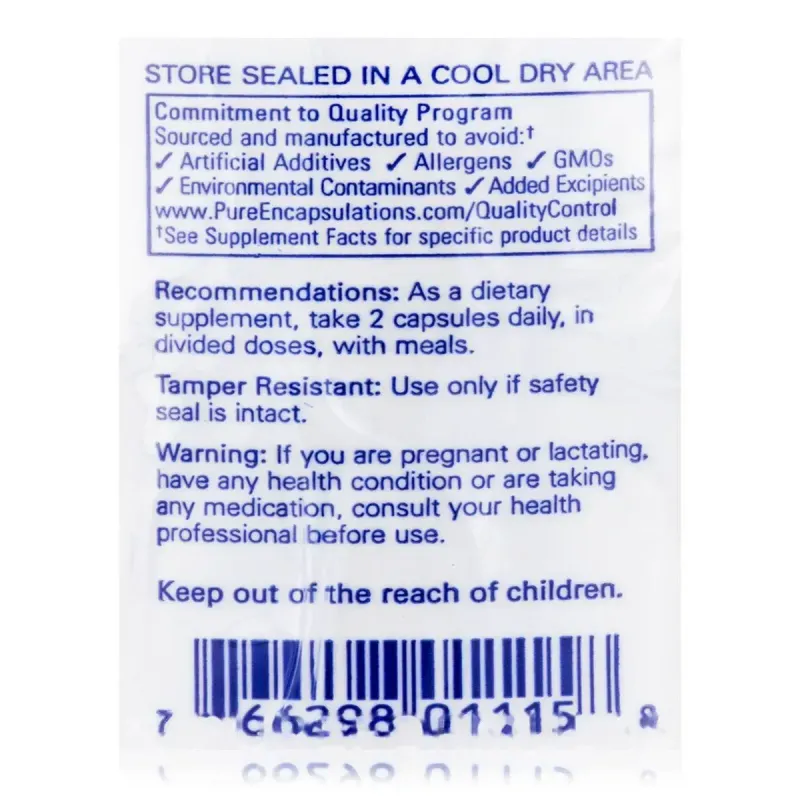 STORE SEALED IN A COOL DRY AREA
Commitment to Quality Program
Sourced and manufactured to avoid:†
✓ Artificial Additives ✓ Allergens ✓ GMOs
✓ Environmental Contaminants ✓ Added Excipients
www.PureEncapsulations.com/QualityControl
†See Supplement Facts for specific product details
Recommendations: As a dietary
supplement, take 2 capsules daily, in
divided doses, with meals.
Tamper Resistant: Use only if safety
seal is intact.
Warning: If you are pregnant or lactating,
have any health condition or are taking
any medication, consult your health
professional before use.
Keep out of the reach of children.
7 66298 01115 8